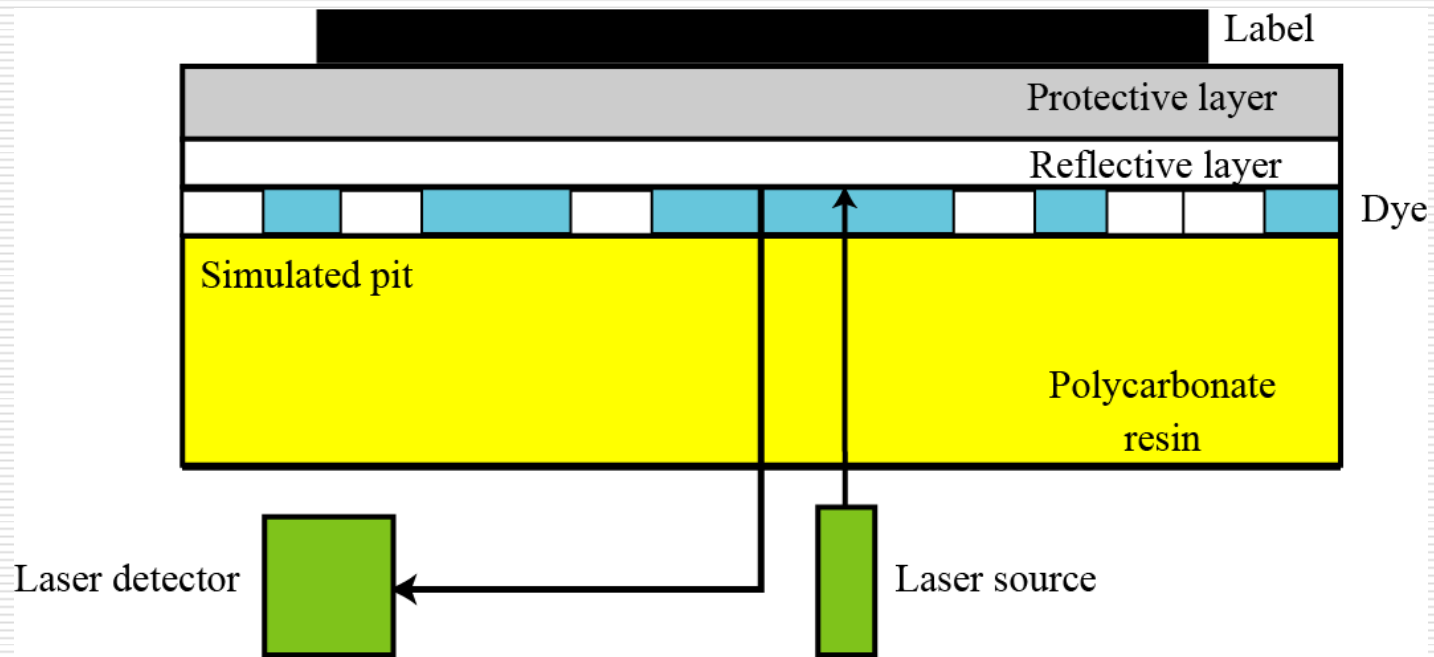 Label
Protective layer
Reflective layer
Dye
Simulated pit
Polycarbonate
resin
Laser detector
Laser source